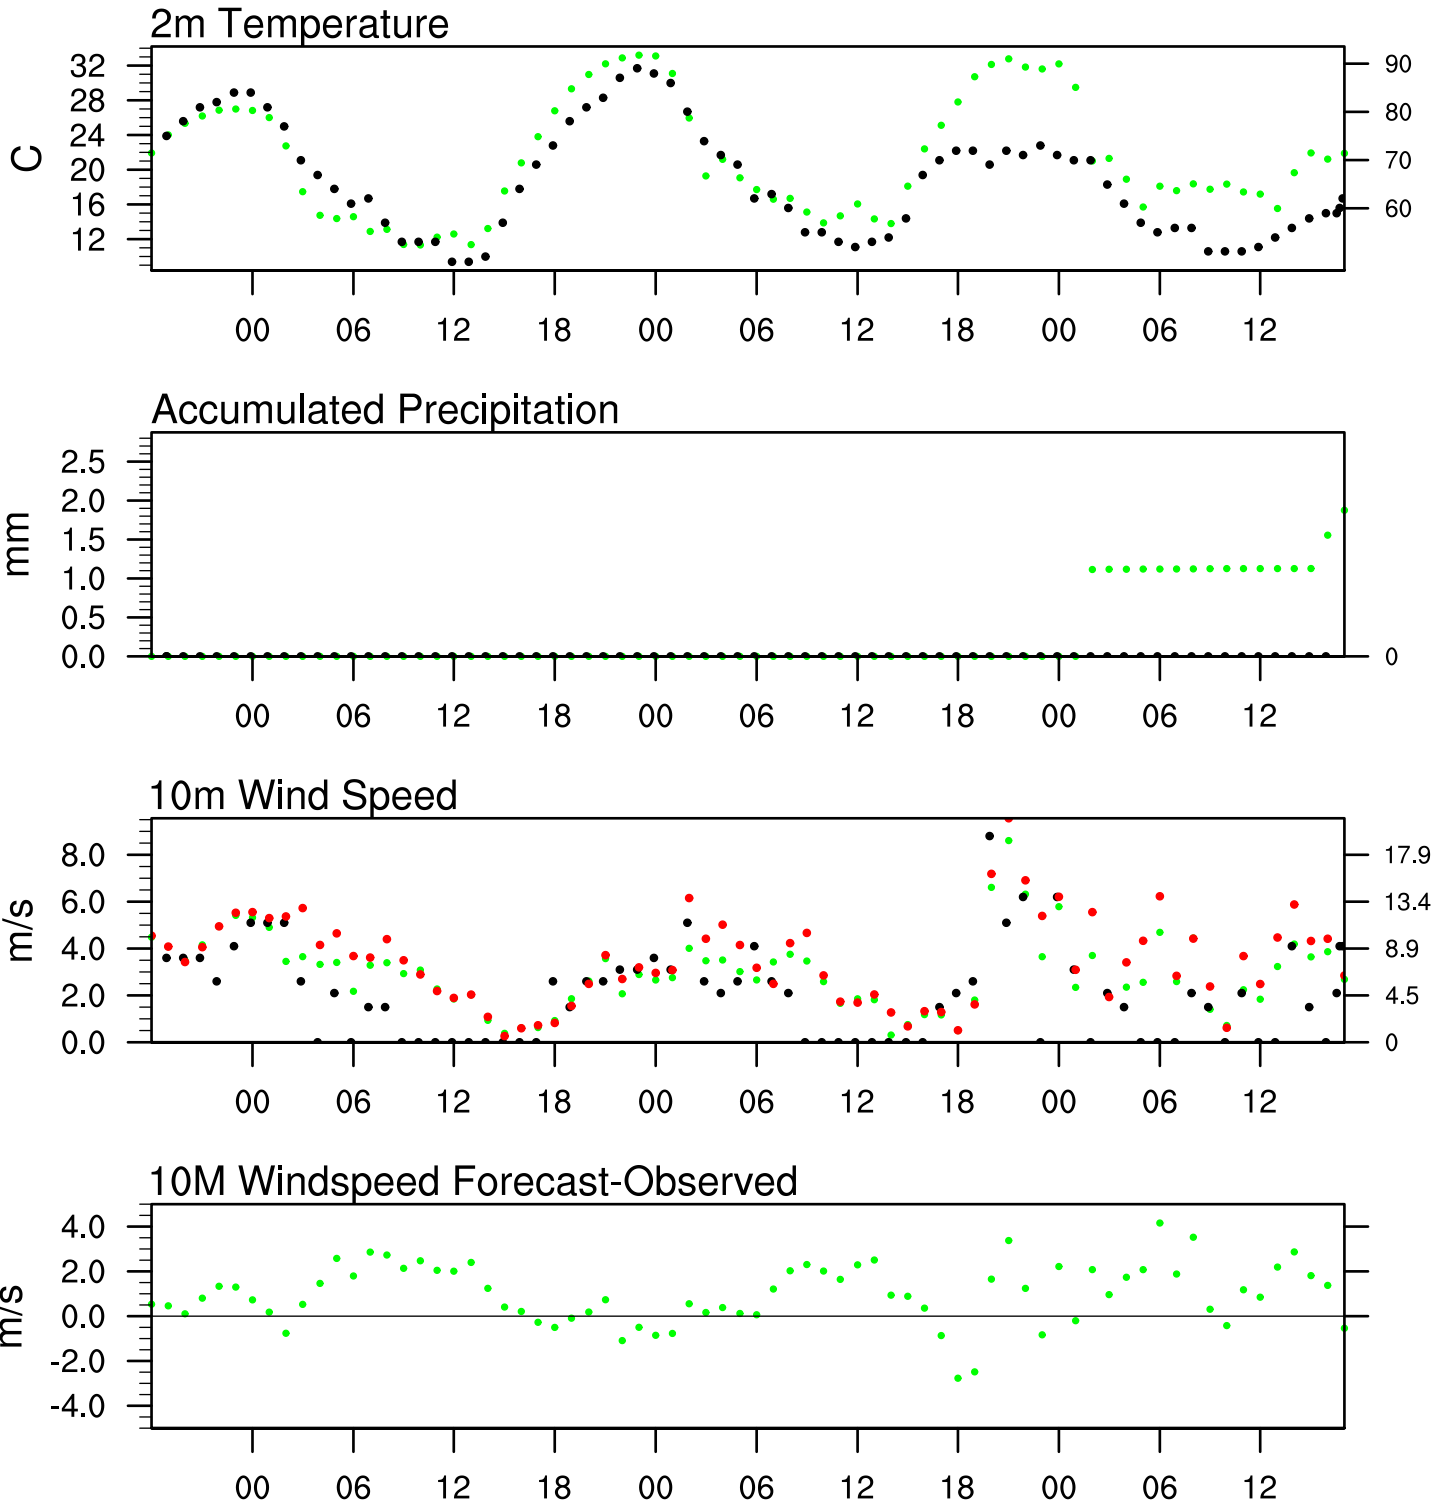 2m Temperature
32
28
24
20
16
12
C
90
80
70
60
00 06 12 18 00 06 12 18 00 06 12
Accumulated Precipitation
2.5
2.0
1.5
1.0
0.5
0.0
mm
0
00 06 12 18 00 06 12 18 00 06 12
10m Wind Speed
8.0
6.0
4.0
2.0
0.0
m/s
17.9
13.4
8.9
4.5
0
00 06 12 18 00 06 12 18 00 06 12
10M Windspeed Forecast-Observed
4.0
2.0
0.0
-2.0
-4.0
m/s
00 06 12 18 00 06 12 18 00 06 12